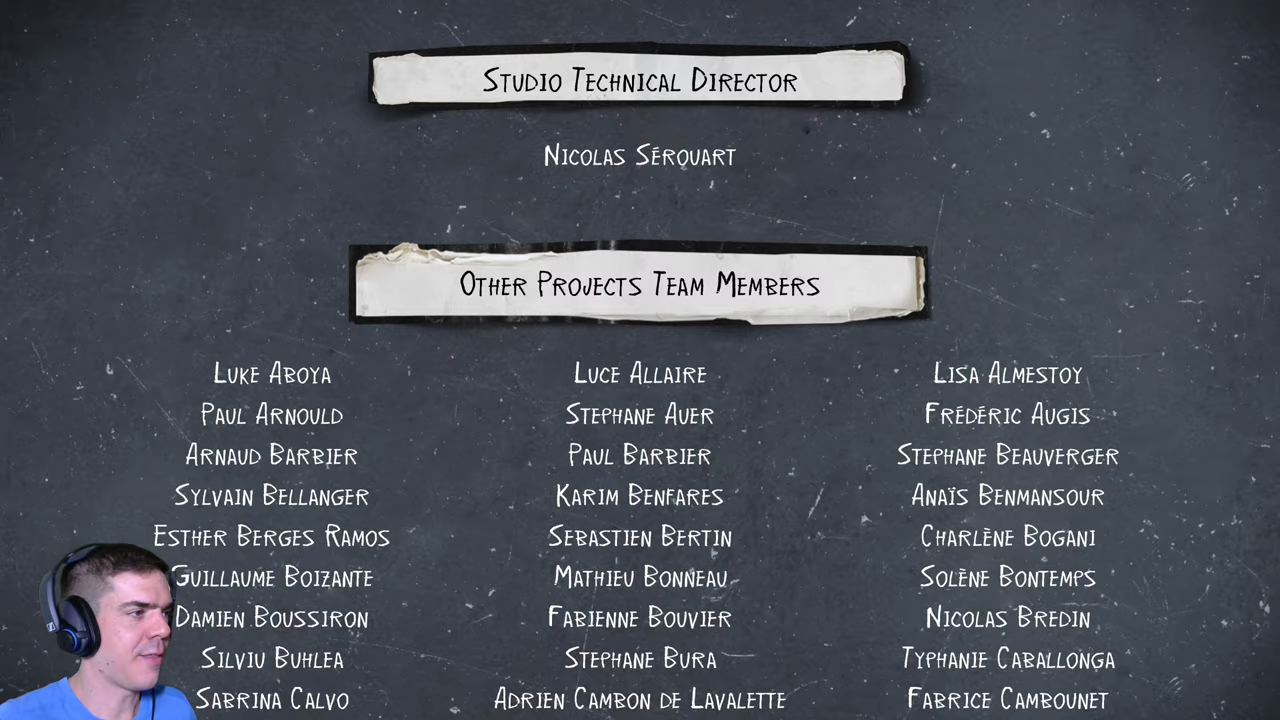 Studio Technical Director
Nicolas Sérouart
Other Projects Team Members
Luke Aboya Luce Allaire Lisa Almestoy
Paul Arnould Stephane Auer Frédéric Augis
Arnaud Barbier Paul Barbier Stephane Beauverger
Sylvain Bellanger Karim Benfares Anaïs Benmansour
Esther Berges Ramos Sebastien Bertin Charlène Bogani
Guillaume Boizante Mathieu Bonneau Solène Bontemps
Damien Boussiron Fabienne Bouvier Nicolas Bredin
Silviu Buhlea Stephane Bura Typhanie Caballonga
Sabrina Calvo Adrien Cambon de Lavalette Fabrice Cambounet